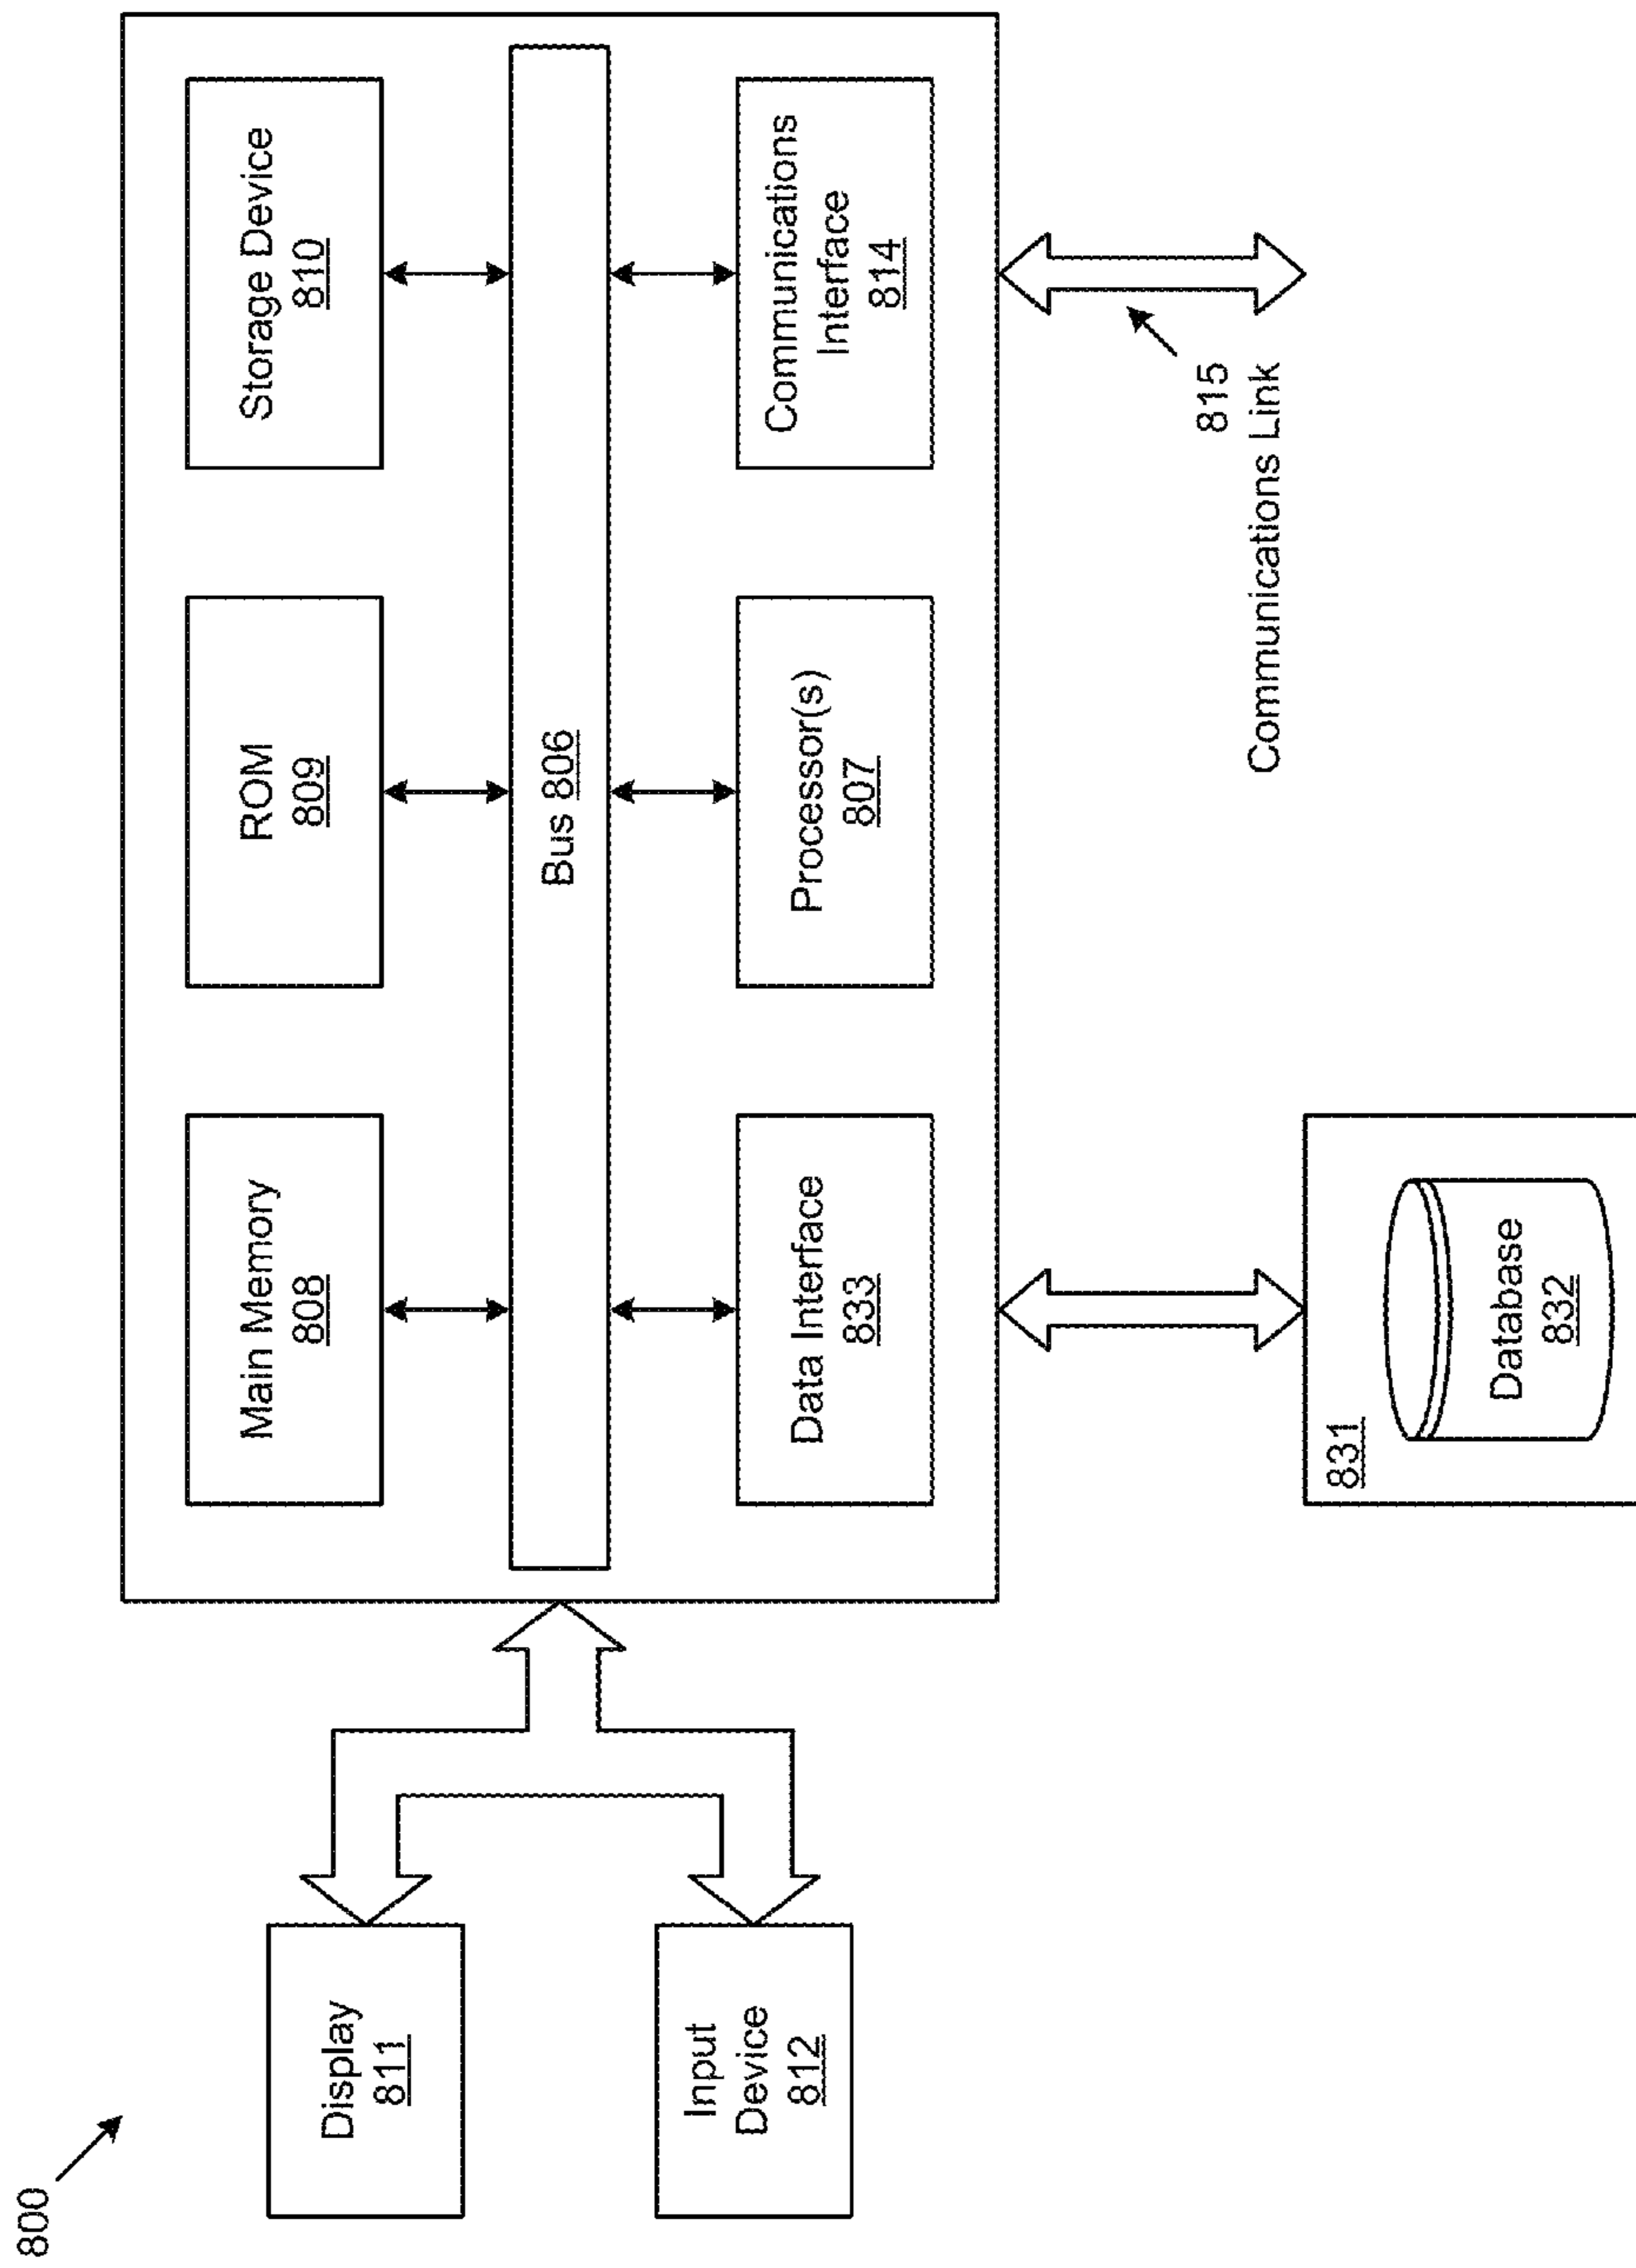 800
Display
811
Input
Device
812
Main Memory
808
ROM
809
Storage Device
810
Bus 806
Data Interface
833
Processor(s)
807
Communications
Interface
814
815
Communications Link
831
Database
832